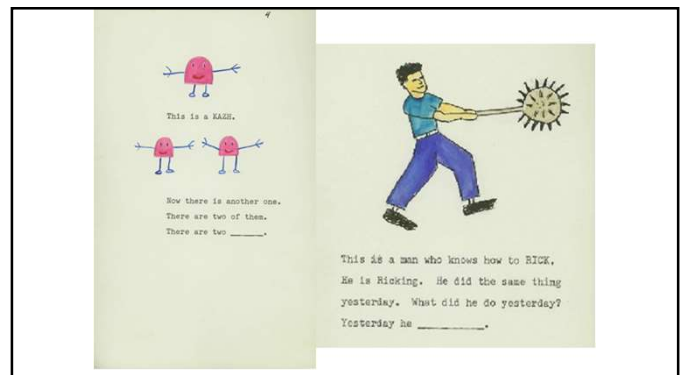 4
This is a KAZH.
Now there is another one.
There are two of them.
There are two ______.
This is a man who knows how to RICK.
He is Ricking. He did the same thing
yesterday. What did he do yesterday?
Yesterday he __________.